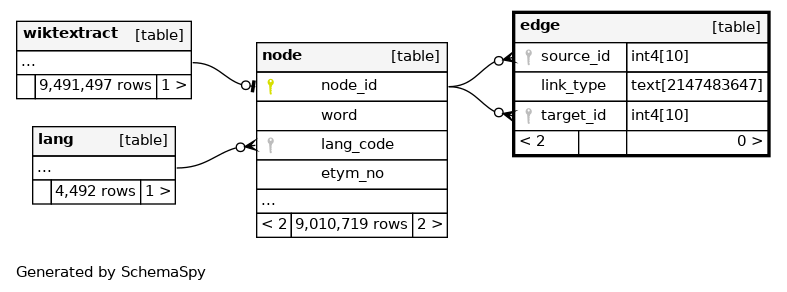 wiktextract [table]
...
9,491,497 rows 1 >
lang [table]
...
4,492 rows 1 >
node [table]
node_id
word
lang_code
etym_no
...
< 2 9,010,719 rows 2 >
edge [table]
source_id int4[10]
link_type text[2147483647]
target_id int4[10]
< 2 0 >
Generated by SchemaSpy